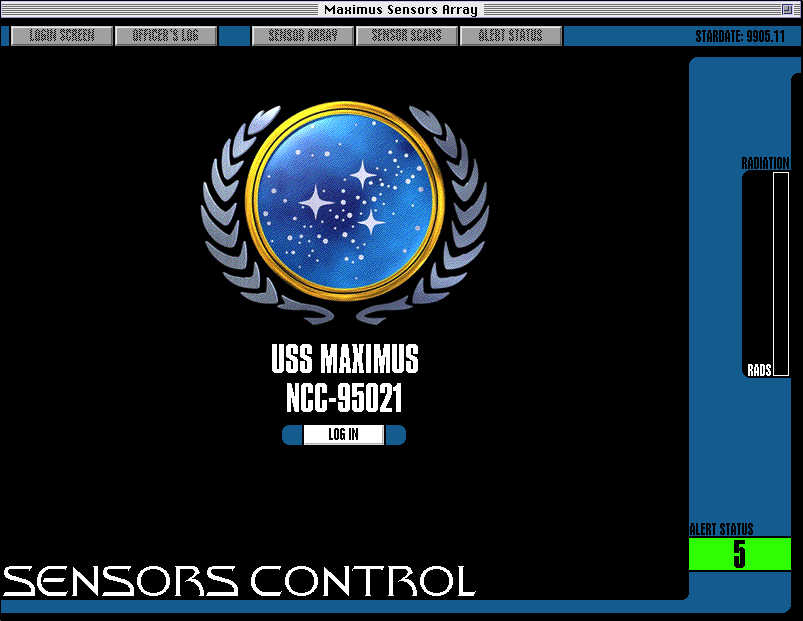 Maximus Sensors Array
LOGIN SCREEN OFFICER'S LOG SENSOR ARRAY SENSOR SCANS ALERT STATUS STARDATE: 9905.11
RADIATION
RADS
USS MAXIMUS
NCC-95021
LOG IN
ALERT STATUS
5
SENSORS CONTROL